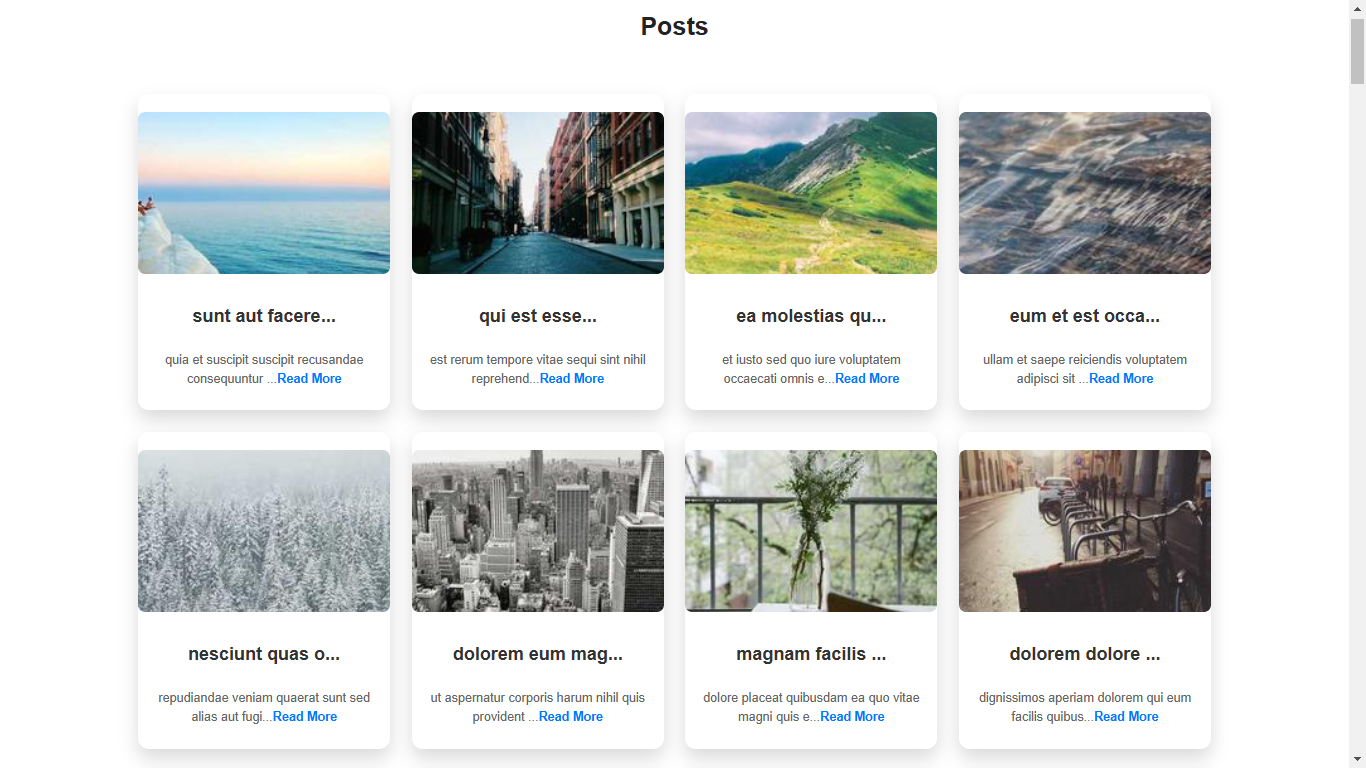 Posts
sunt aut facere...
quia et suscipit suscipit recusandae
consequuntur ...Read More
qui est esse...
est rerum tempore vitae sequi sint nihil
reprehend...Read More
ea molestias qu...
et iusto sed quo iure voluptatem
occaecati omnis e...Read More
eum et est occa...
ullam et saepe reiciendis voluptatem
adipisci sit ...Read More
nesciunt quas o...
repudiandae veniam quaerat sunt sed
alias aut fugi...Read More
dolorem eum mag...
ut aspernatur corporis harum nihil quis
provident ...Read More
magnam facilis ...
dolore placeat quibusdam ea quo vitae
magni quis e...Read More
dolorem dolore ...
dignissimos aperiam dolorem qui eum
facilis quibus...Read More